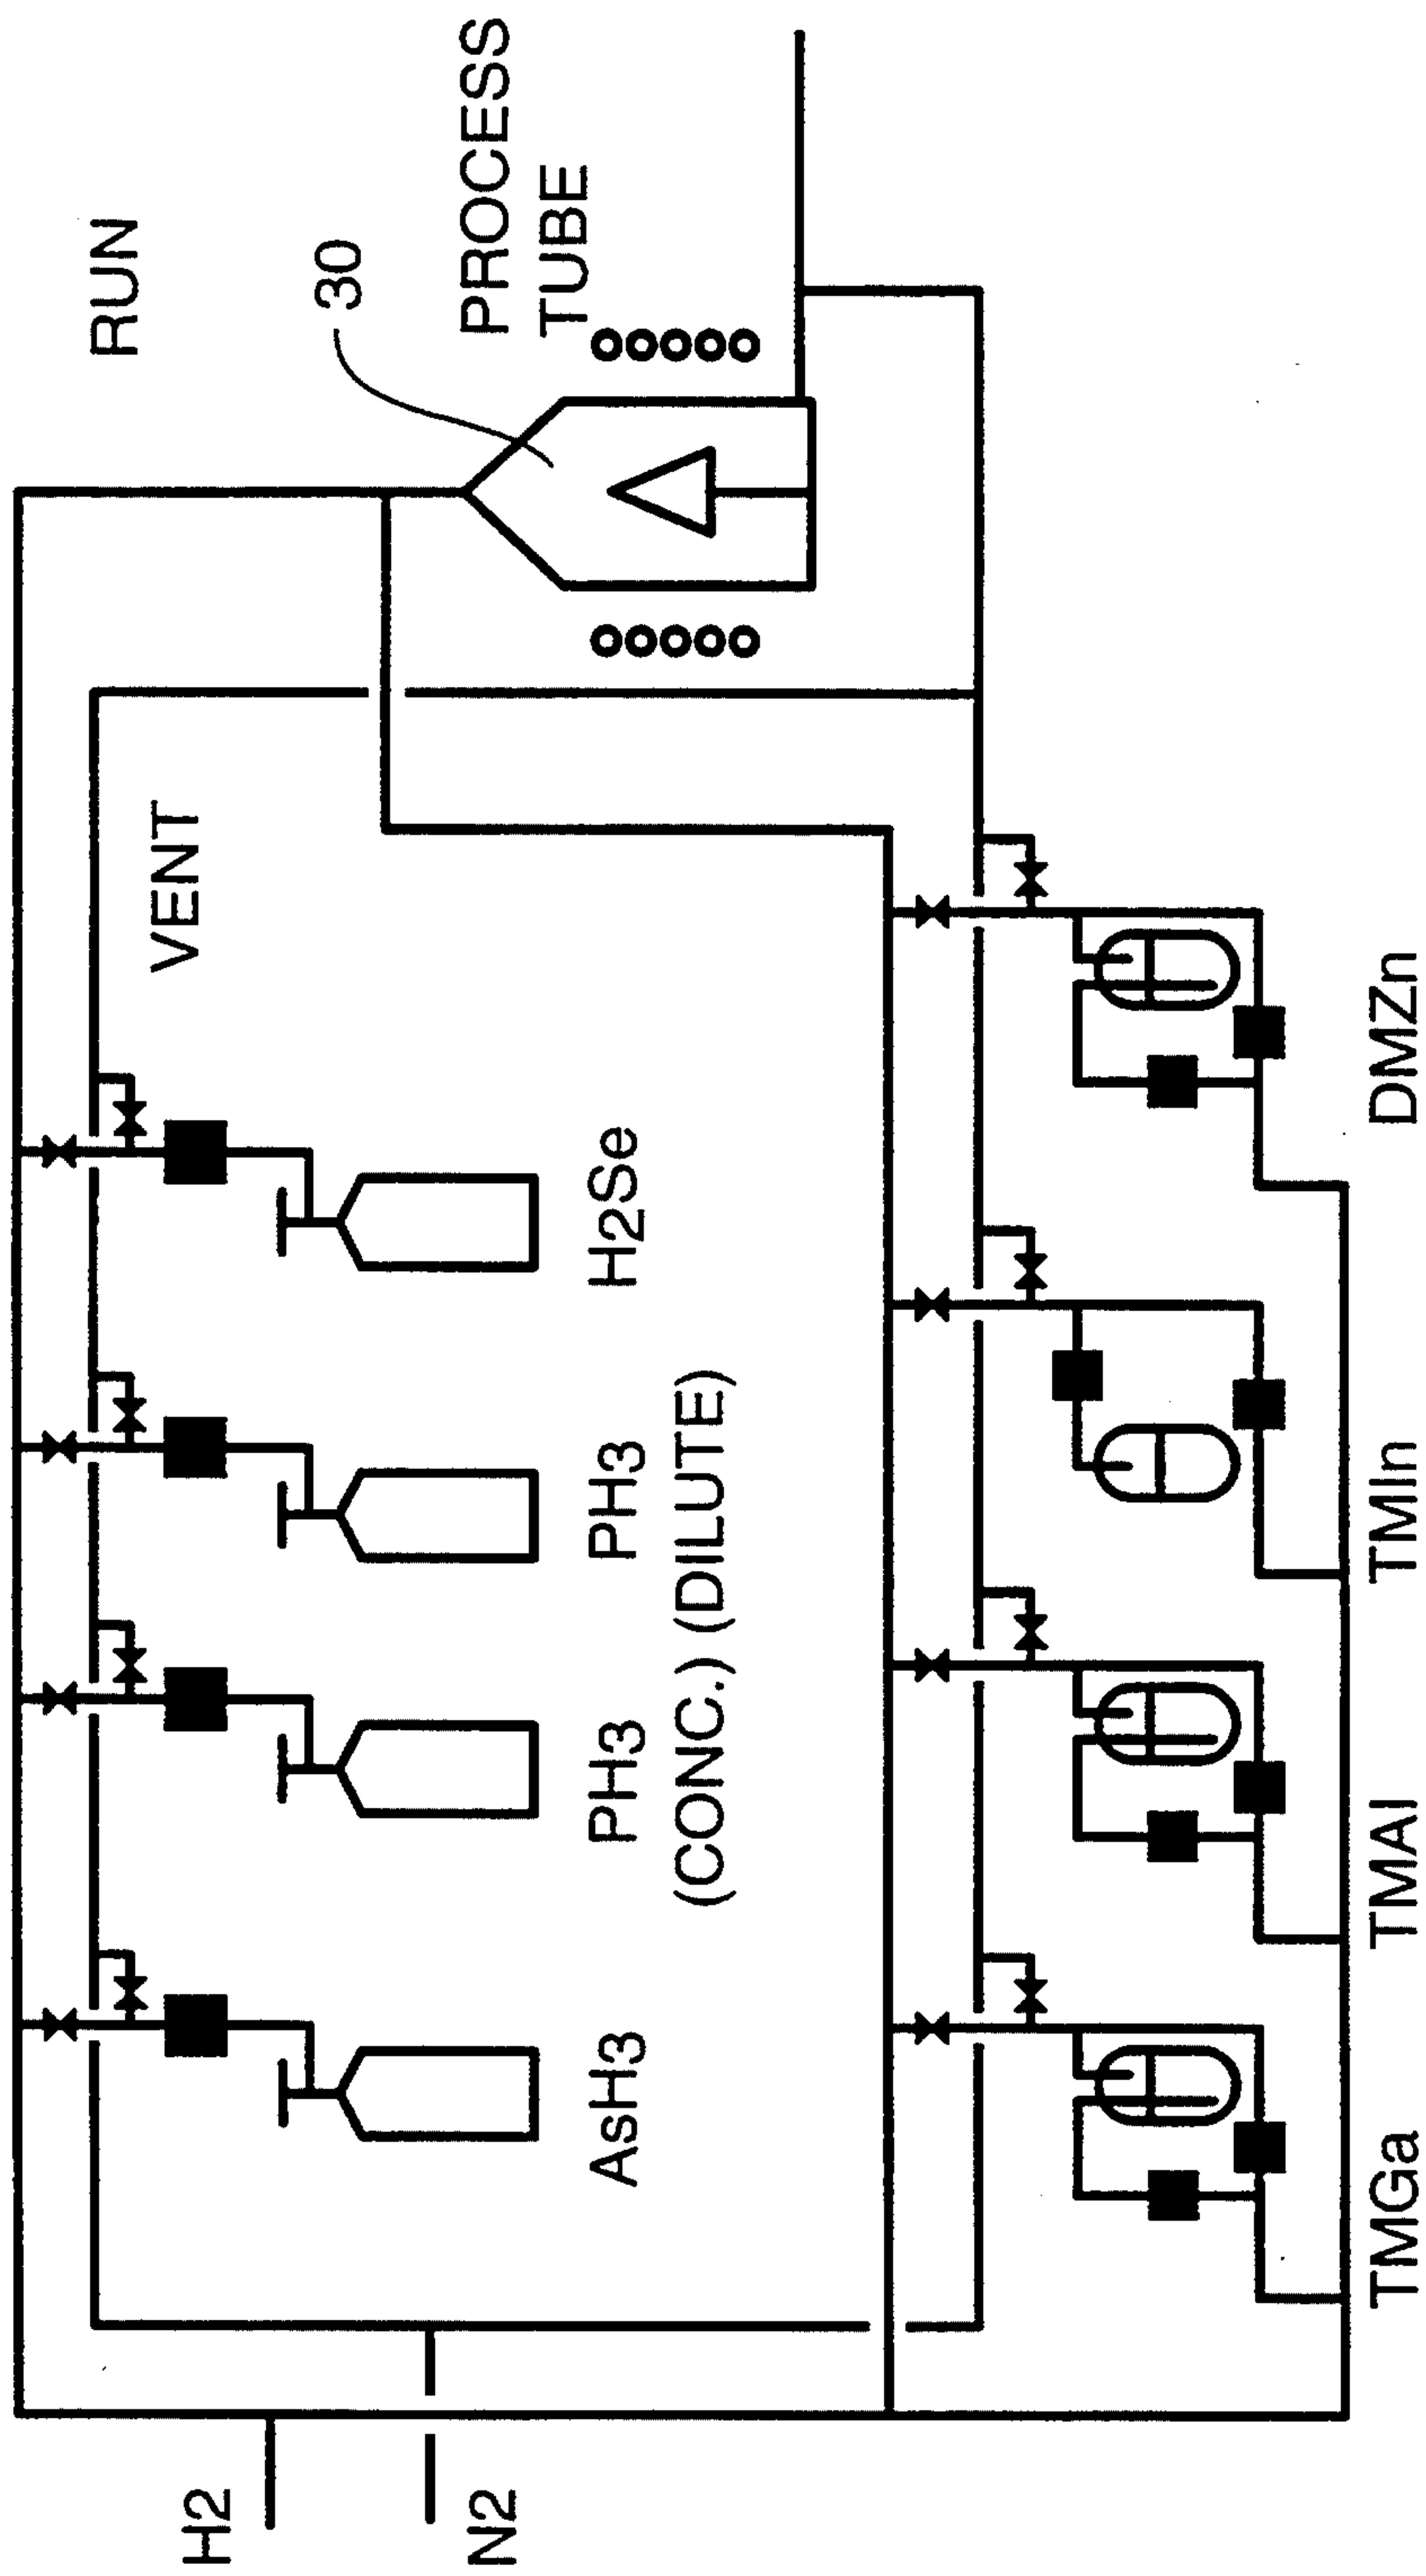 RUN
30
PROCESS
TUBE
VENT
AsH3
PH3
PH3
H2Se
(CONC.) (DILUTE)
H2
N2
TMGa
TMAl
TMIn
DMZn